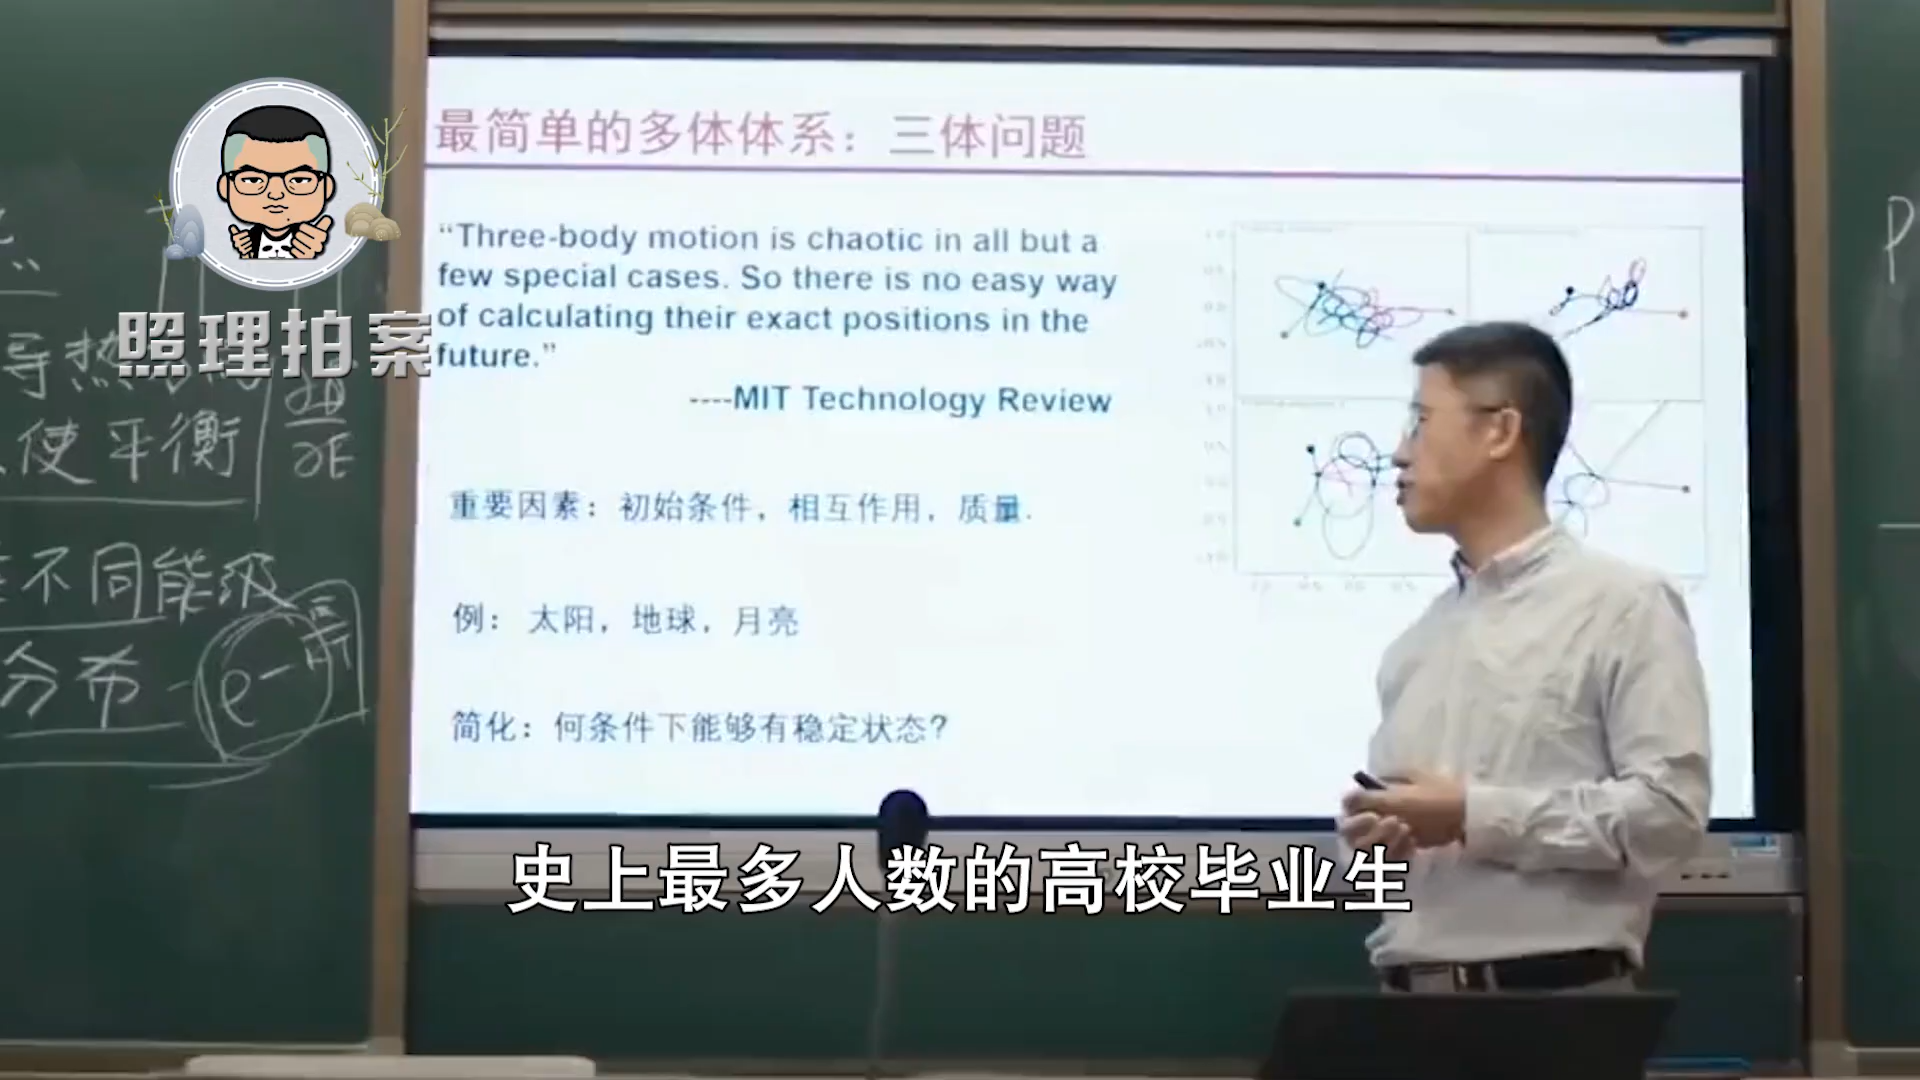 最简单的多体体系：三体问题
“Three-body motion is chaotic in all but a
few special cases. So there is no easy way
of calculating their exact positions in the
future.”
----MIT Technology Review
重要因素：初始条件，相互作用，质量.
例： 太阳，地球，月亮
简化：何条件下能够有稳定状态？
照理拍案
导热
使平衡
∂E
不同能级
分布
e
P
史上最多人数的高校毕业生